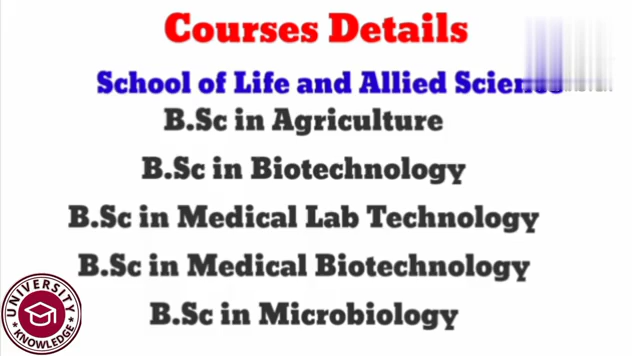 Courses Details
School of Life and Allied Science
B.Sc in Agriculture
B.Sc in Biotechnology
B.Sc in Medical Lab Technology
B.Sc in Medical Biotechnology
B.Sc in Microbiology
UNIVERSITY
KNOWLEDGE